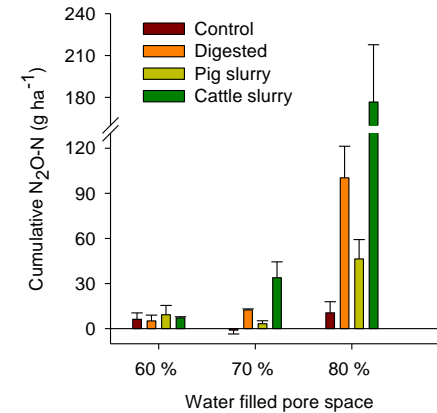 240
180
120
90
60
30
0
Cumulative N₂O-N (g ha⁻¹)
Control
Digested
Pig slurry
Cattle slurry
60 %
70 %
80 %
Water filled pore space